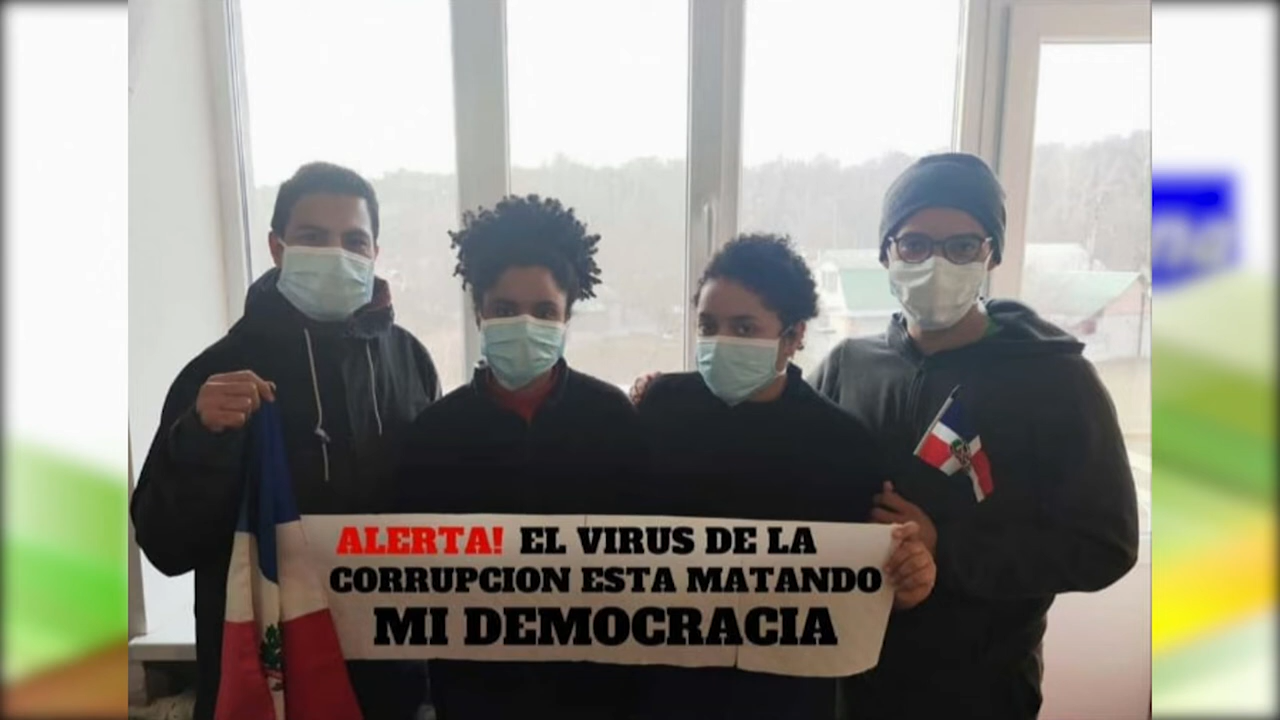 ALERTA! EL VIRUS DE LA
CORRUPCION ESTA MATANDO
MI DEMOCRACIA